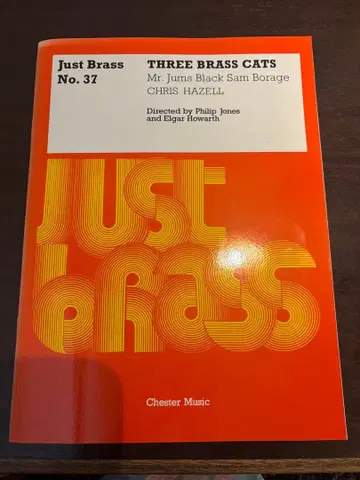 Just Brass
No. 37
THREE BRASS CATS
Mr. Jums Black Sam Borage
CHRIS HAZELL
Directed by Philip Jones
and Elgar Howarth
Just
brass
Chester Music